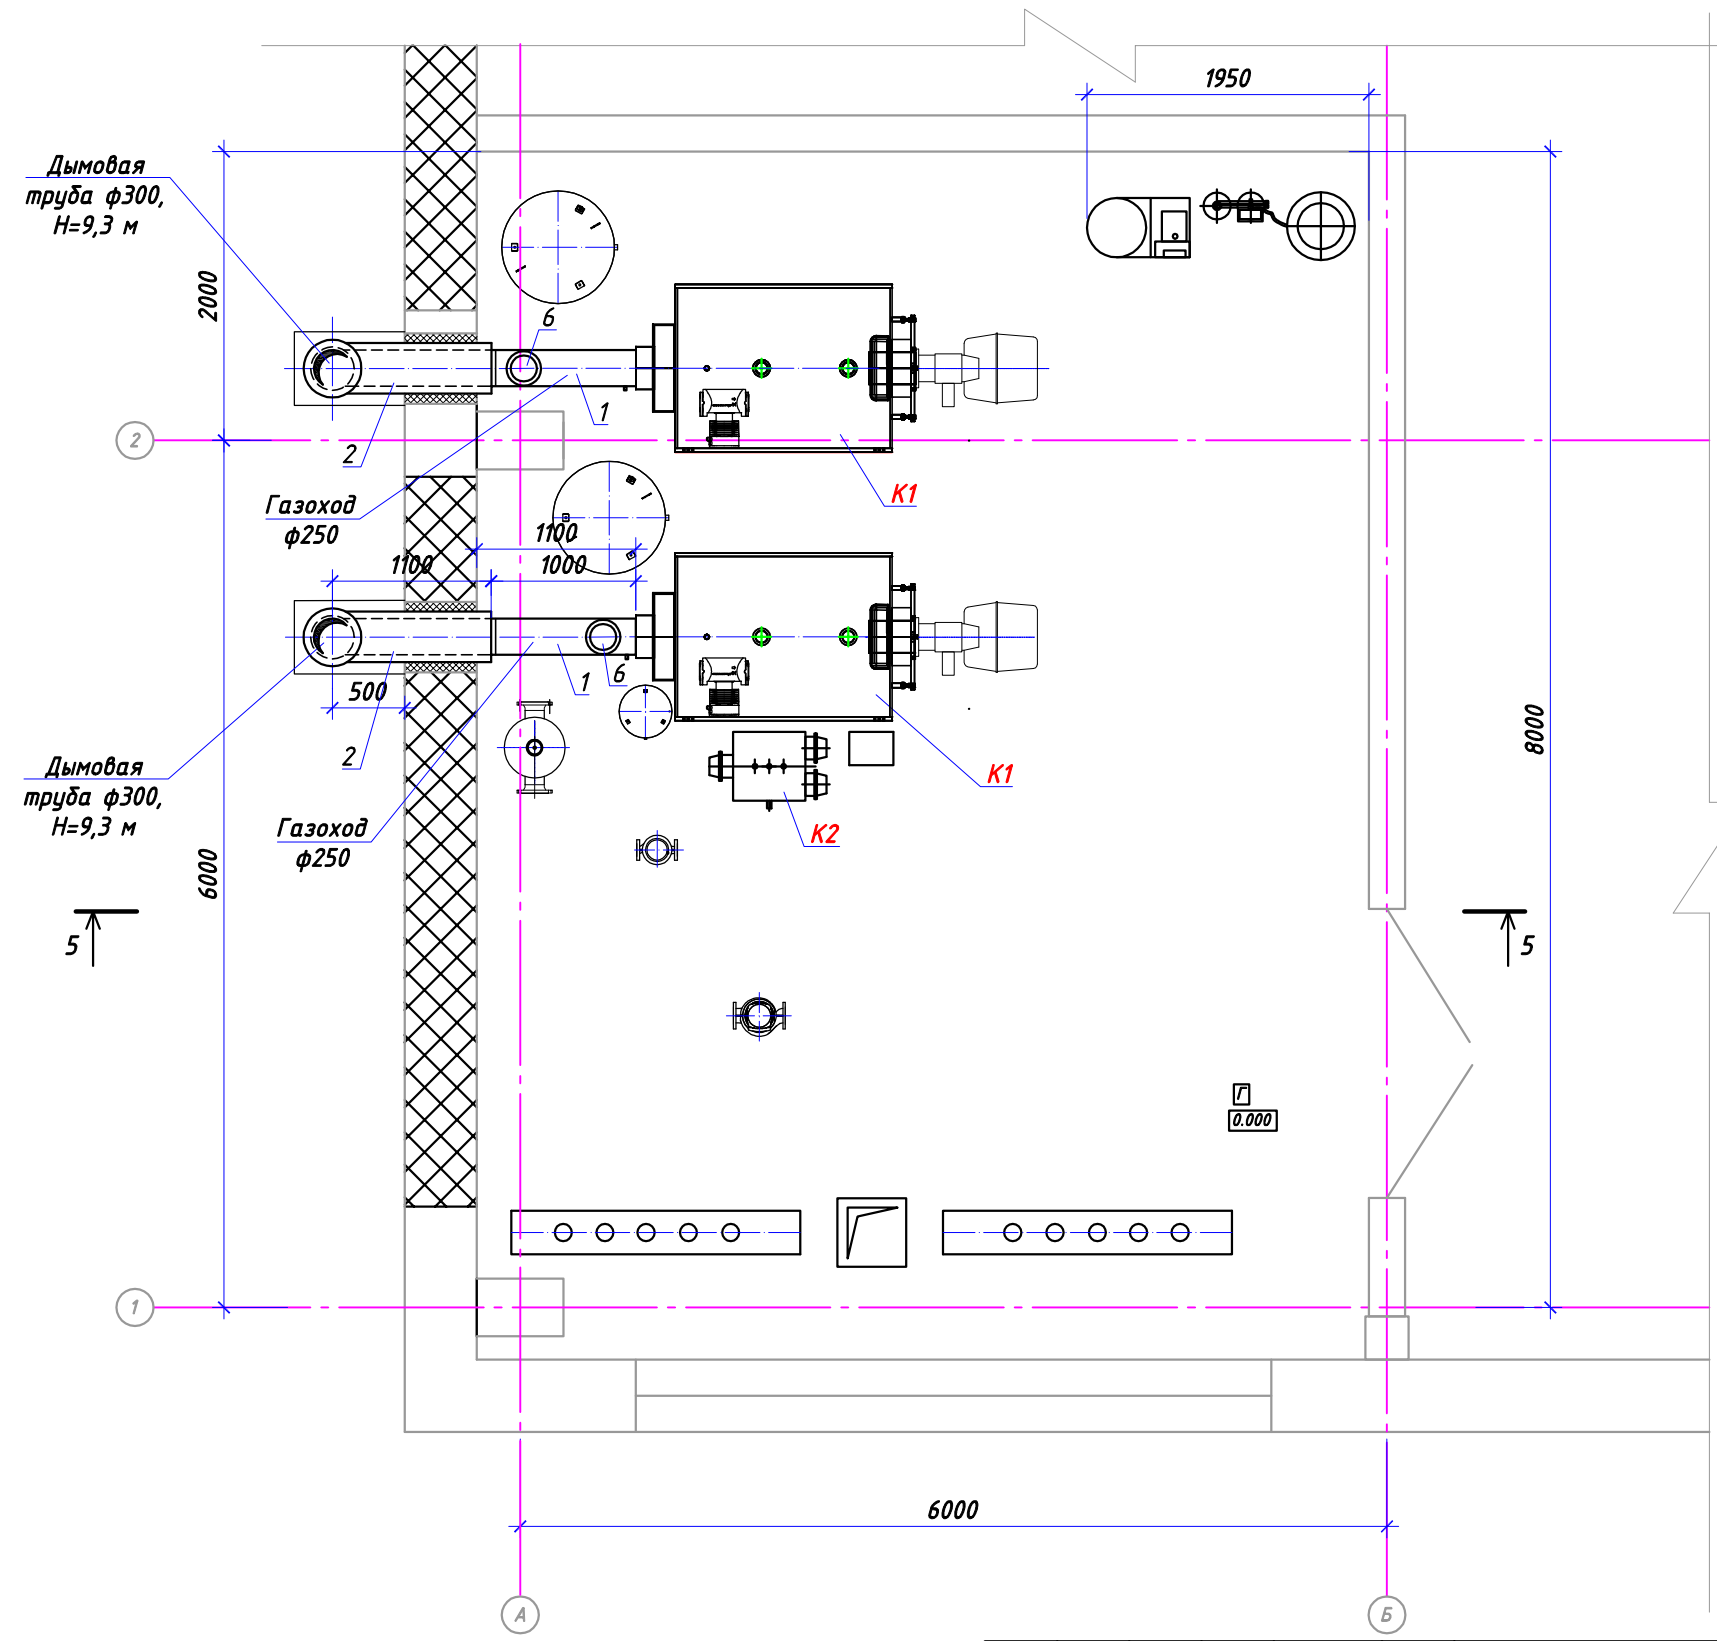 1950
Дымовая
труба ф300,
Н=9,3 м
2000
6
1
2
2
Газоход
ф250
К1
1100
1100
1000
500
6
1
2
Дымовая
труба ф300,
Н=9,3 м
Газоход
ф250
К1
К2
8000
6000
5
5
Г
0.000
1
6000
А
Б